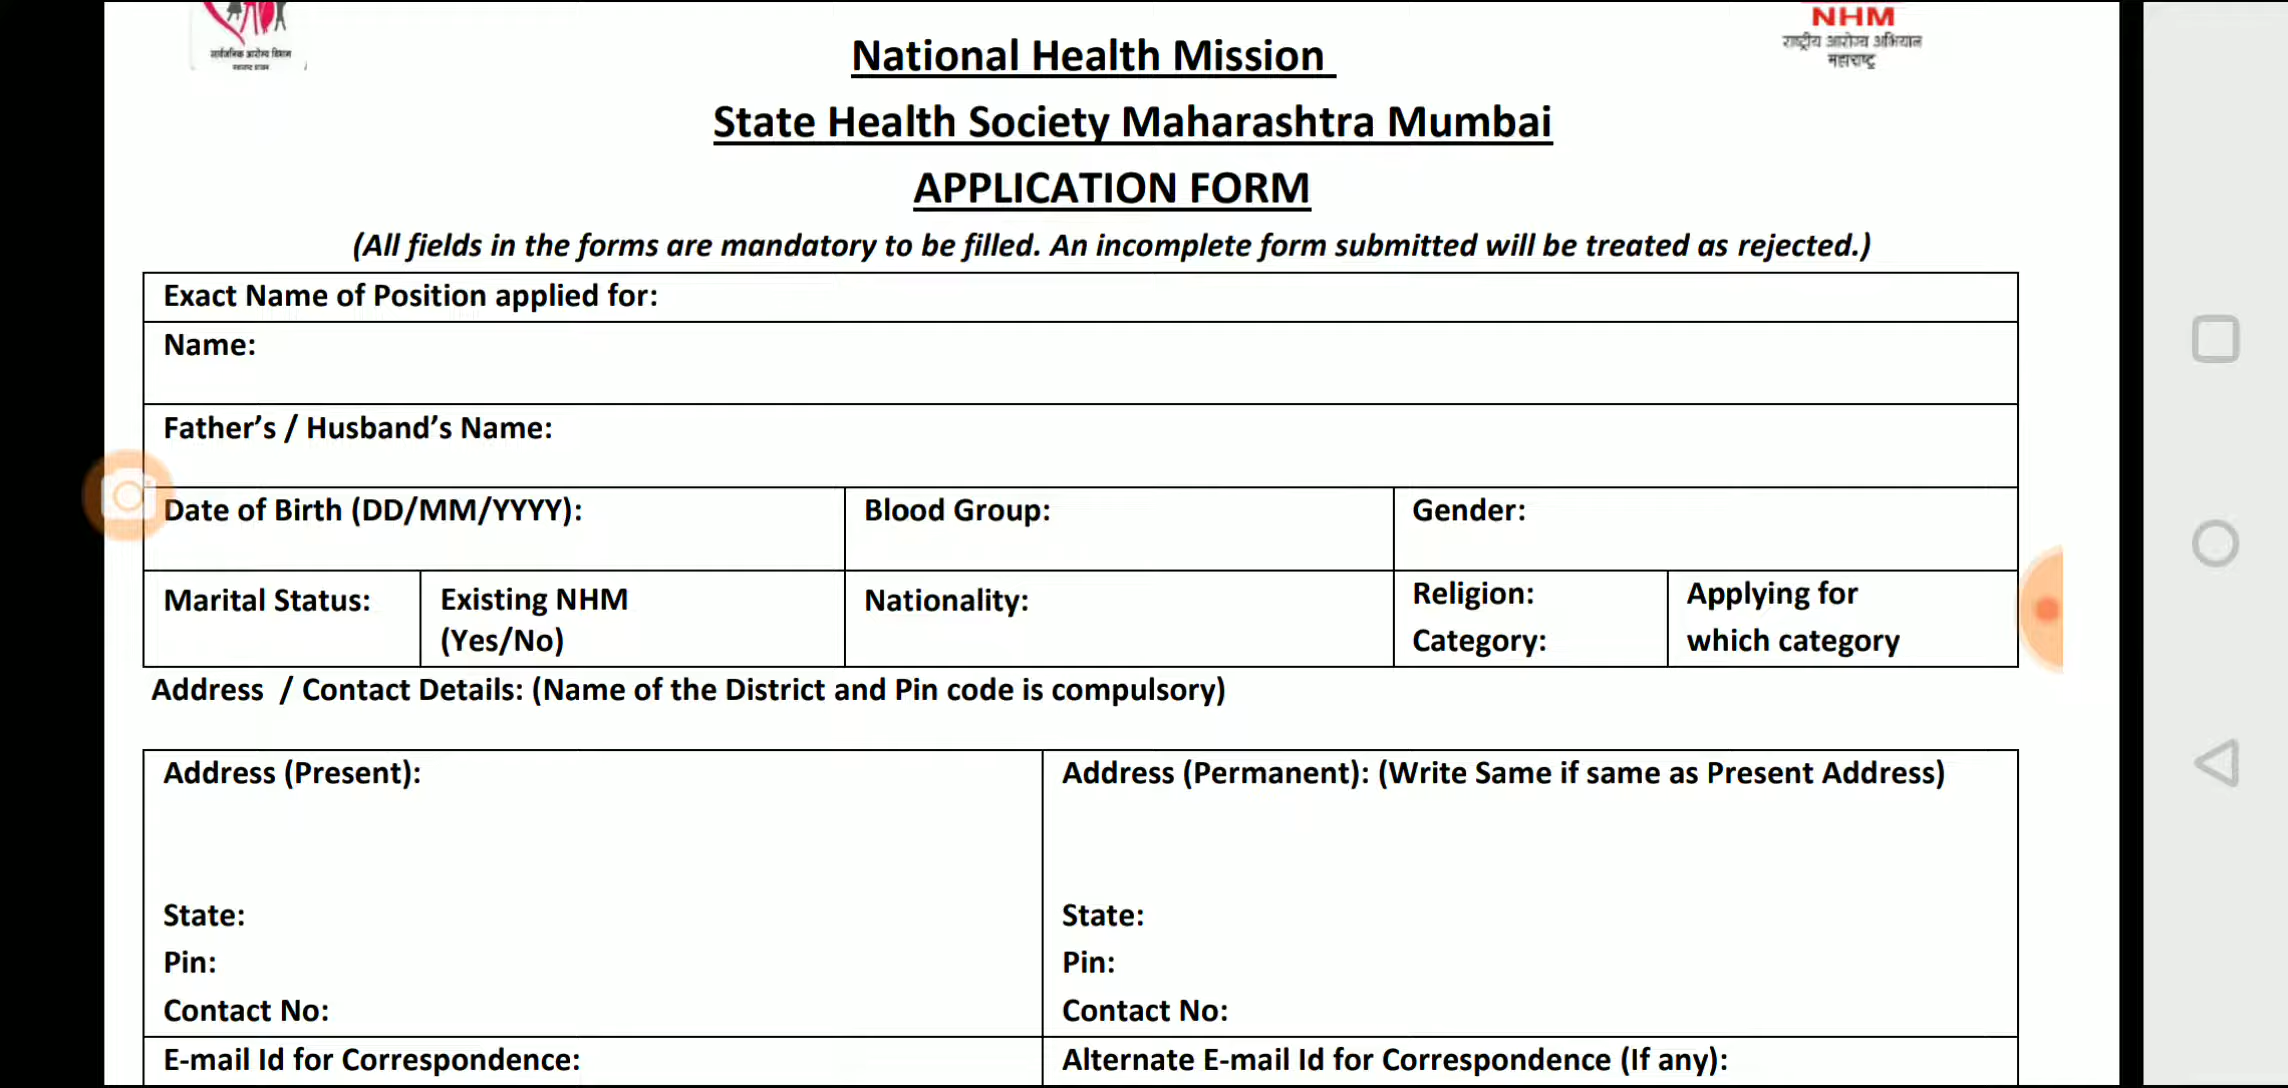 सार्वजनिक आरोग्य विभाग
NHM
राष्ट्रीय आरोग्य अभियान
महाराष्ट्र
National Health Mission
State Health Society Maharashtra Mumbai
APPLICATION FORM
(All fields in the forms are mandatory to be filled. An incomplete form submitted will be treated as rejected.)
Exact Name of Position applied for:
Name:
Father’s / Husband’s Name:
Date of Birth (DD/MM/YYYY):
Blood Group:
Gender:
Marital Status:
Existing NHM
(Yes/No)
Nationality:
Religion:
Category:
Applying for
which category
Address / Contact Details: (Name of the District and Pin code is compulsory)
Address (Present):
State:
Pin:
Contact No:
Address (Permanent): (Write Same if same as Present Address)
State:
Pin:
Contact No:
E-mail Id for Correspondence:
Alternate E-mail Id for Correspondence (If any):